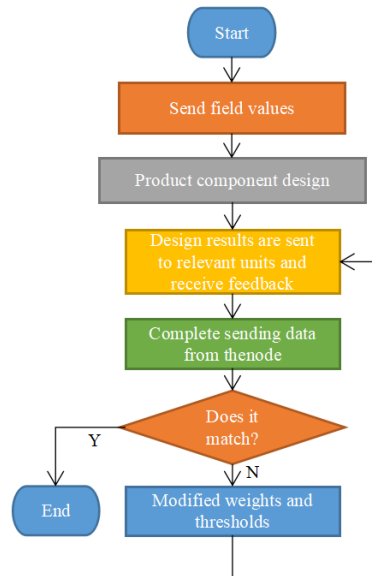 Start
Send field values
Product component design
Design results are sent
to relevant units and
receive feedback
Complete sending data
from thenode
Does it
match?
Y
N
End
Modified weights and
thresholds